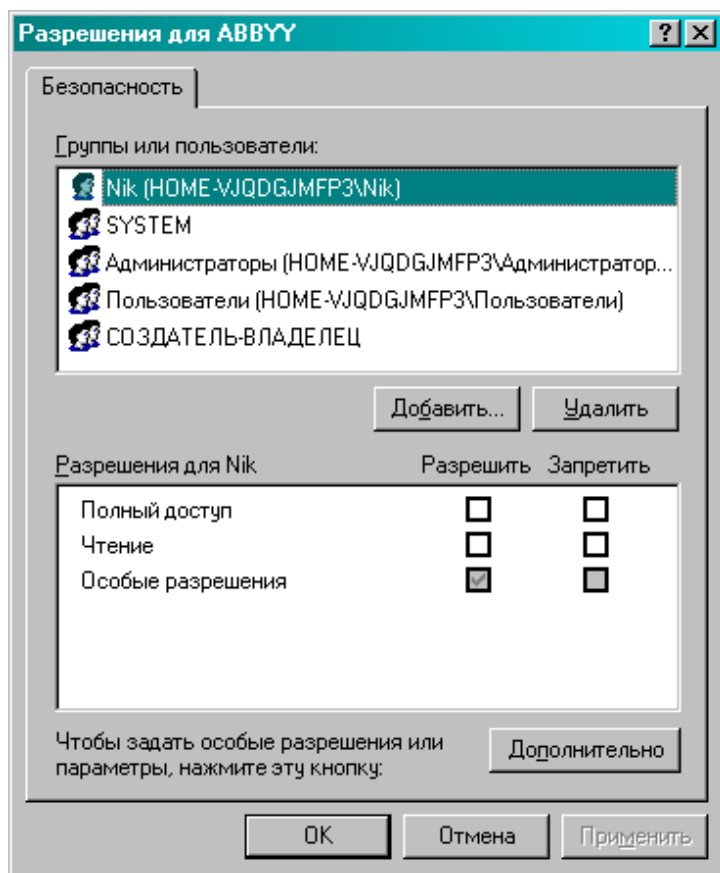 Разрешения для ABBYY
Безопасность
Группы или пользователи:
Nik (HOME-VJQDGJMFP3\Nik)
SYSTEM
Администраторы (HOME-VJQDGJMFP3\Администратор...
Пользователи (HOME-VJQDGJMFP3\Пользователи)
СОЗДАТЕЛЬ-ВЛАДЕЛЕЦ
Добавить... Удалить
Разрешения для Nik Разрешить Запретить
Полный доступ
Чтение
Особые разрешения
Чтобы задать особые разрешения или
параметры, нажмите эту кнопку:
Дополнительно
OK Отмена Применить